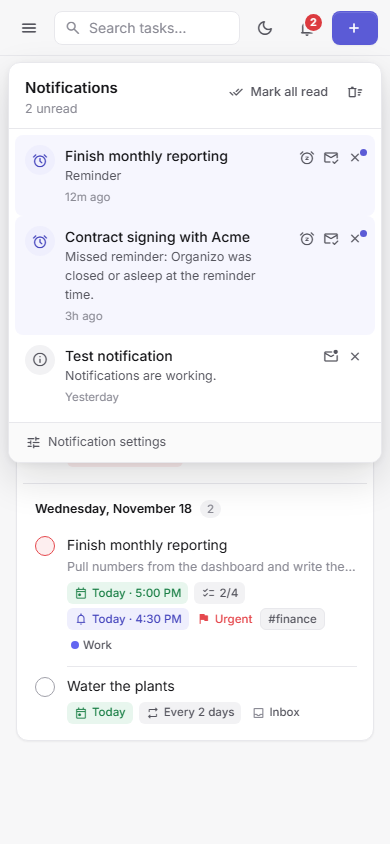 Search tasks...
2
Notifications
2 unread
Mark all read
Finish monthly reporting
Reminder
12m ago
Contract signing with Acme
Missed reminder: Organizo was
closed or asleep at the reminder
time.
3h ago
Test notification
Notifications are working.
Yesterday
Notification settings
Wednesday, November 18 2
Finish monthly reporting
Pull numbers from the dashboard and write the...
Today · 5:00 PM 2/4
Today · 4:30 PM Urgent #finance
Work
Water the plants
Today Every 2 days Inbox